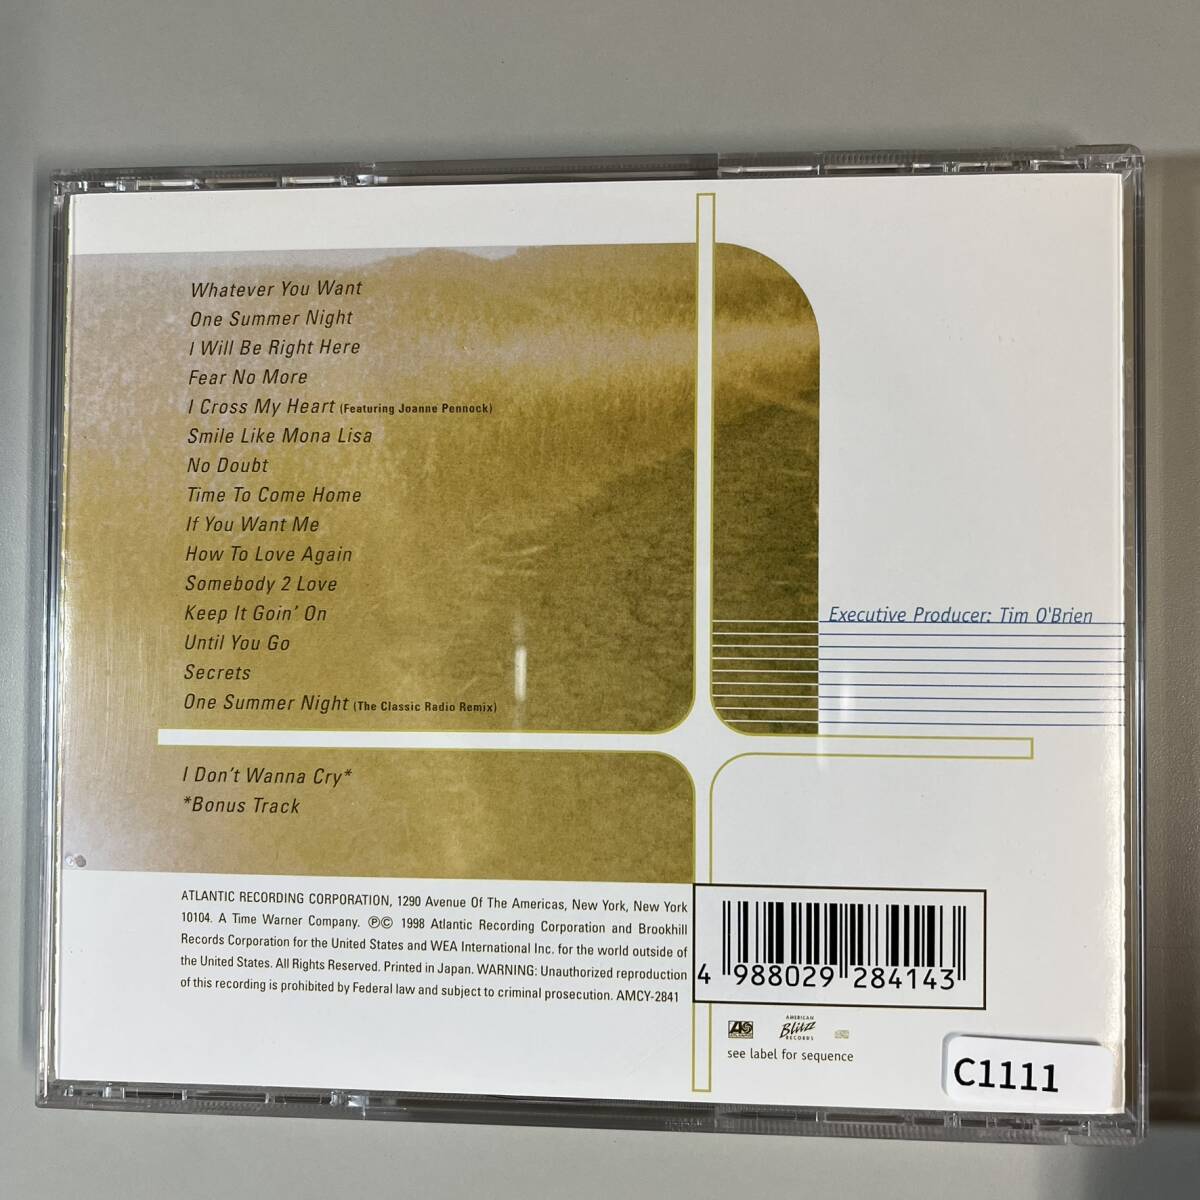 Whatever You Want
One Summer Night
I Will Be Right Here
Fear No More
I Cross My Heart (Featuring Joanne Pennock)
Smile Like Mona Lisa
No Doubt
Time To Come Home
If You Want Me
How To Love Again
Somebody 2 Love
Keep It Goin' On
Until You Go
Secrets
One Summer Night (The Classic Radio Remix)
I Don't Wanna Cry*
*Bonus Track
Executive Producer: Tim O'Brien
ATLANTIC RECORDING CORPORATION, 1290 Avenue Of The Americas, New York, New York
10104. A Time Warner Company. ℗© 1998 Atlantic Recording Corporation and Brookhill
Records Corporation for the United States and WEA International Inc. for the world outside of
the United States. All Rights Reserved. Printed in Japan. WARNING: Unauthorized reproduction
of this recording is prohibited by Federal law and subject to criminal prosecution. AMCY-2841
4 988029 284143
AMERICAN
Blitzz
RECORDS
see label for sequence
C1111